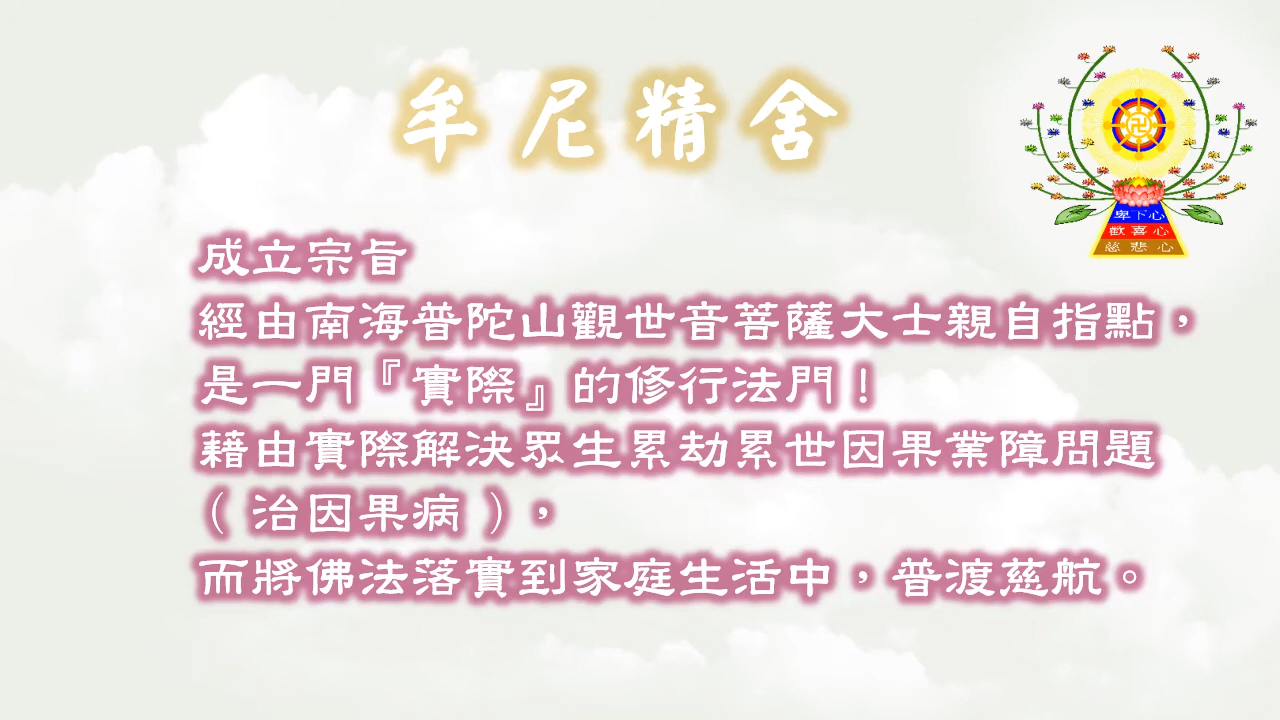 牟尼精舍
卑下心
歡喜心
慈悲心
成立宗旨
經由南海普陀山觀世音菩薩大士親自指點，
是一門『實際』的修行法門！
藉由實際解決眾生累劫累世因果業障問題
（治因果病），
而將佛法落實到家庭生活中，普渡慈航。